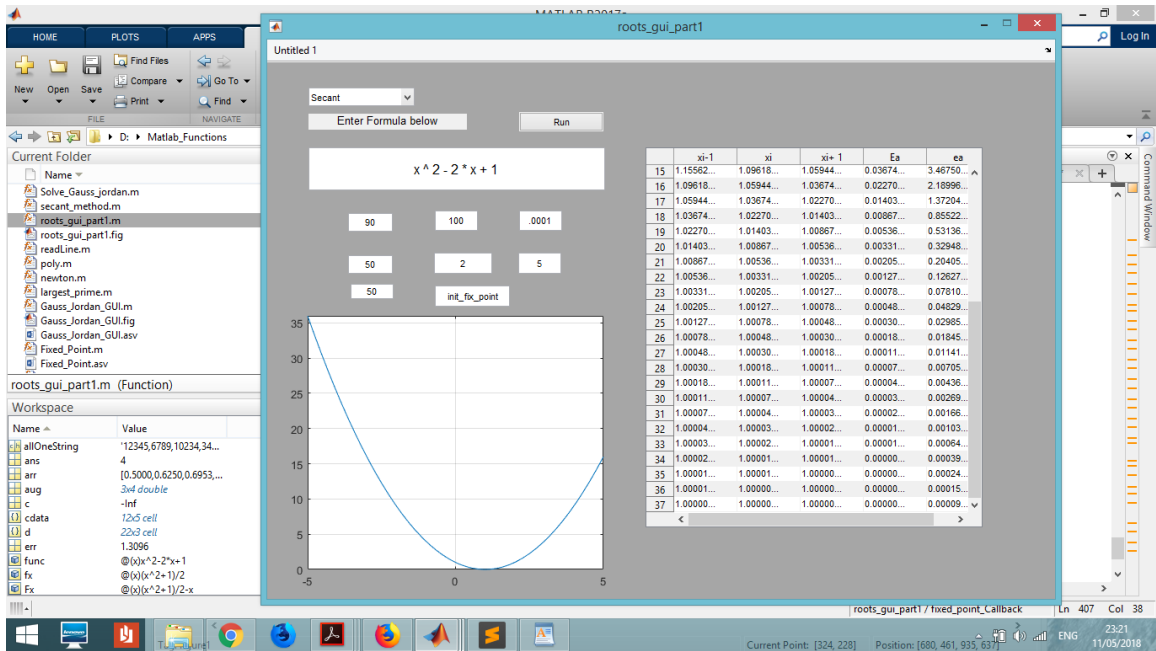 MATLAB R2017a
HOME PLOTS APPS
Log In
New Open Save
Find Files
Compare
Print
Go To
Find
FILE NAVIGATE
D: Matlab_Functions
Current Folder
Name
Solve_Gauss_jordan.m
secant_method.m
roots_gui_part1.m
roots_gui_part1.fig
readLine.m
poly.m
newton.m
largest_prime.m
Gauss_Jordan_GUI.m
Gauss_Jordan_GUI.fig
Gauss_Jordan_GUI.asv
Fixed_Point.m
Fixed_Point.asv
roots_gui_part1.m (Function)
Workspace
Name Value
allOneString '12345,6789,10234,34...
ans 4
arr [0.5000,0.6250,0.6953,...
aug 3x4 double
c -Inf
cdata 12x5 cell
d 22x3 cell
err 1.3096
func @(x)x^2-2*x+1
fx @(x)(x^2+1)/2
Fx @(x)(x^2+1)/2-x
roots_gui_part1
Untitled 1
Secant
Enter Formula below
Run
x ^ 2 - 2 * x + 1
90 100 .0001
50 2 5
50 init_fix_point
35
30
25
20
15
10
5
0
-5 0 5
xi-1 xi xi+ 1 Ea ea
15 1.15562... 1.09618... 1.05944... 0.03674... 3.46750...
16 1.09618... 1.05944... 1.03674... 0.02270... 2.18996...
17 1.05944... 1.03674... 1.02270... 0.01403... 1.37204...
18 1.03674... 1.02270... 1.01403... 0.00867... 0.85522...
19 1.02270... 1.01403... 1.00867... 0.00536... 0.53136...
20 1.01403... 1.00867... 1.00536... 0.00331... 0.32948...
21 1.00867... 1.00536... 1.00331... 0.00205... 0.20405...
22 1.00536... 1.00331... 1.00205... 0.00127... 0.12627...
23 1.00331... 1.00205... 1.00127... 0.00078... 0.07810...
24 1.00205... 1.00127... 1.00078... 0.00048... 0.04829...
25 1.00127... 1.00078... 1.00048... 0.00030... 0.02985...
26 1.00078... 1.00048... 1.00030... 0.00018... 0.01845...
27 1.00048... 1.00030... 1.00018... 0.00011... 0.01141...
28 1.00030... 1.00018... 1.00011... 0.00007... 0.00705...
29 1.00018... 1.00011... 1.00007... 0.00004... 0.00436...
30 1.00011... 1.00007... 1.00004... 0.00003... 0.00269...
31 1.00007... 1.00004... 1.00003... 0.00002... 0.00166...
32 1.00004... 1.00003... 1.00002... 0.00001... 0.00103...
33 1.00003... 1.00002... 1.00001... 0.00001... 0.00064...
34 1.00002... 1.00001... 1.00001... 0.00000... 0.00039...
35 1.00001... 1.00001... 1.00000... 0.00000... 0.00024...
36 1.00001... 1.00000... 1.00000... 0.00000... 0.00015...
37 1.00000... 1.00000... 1.00000... 0.00000... 0.00009...
Command Window
roots_gui_part1 / fixed_point_Callback Ln 407 Col 38
Current Point: [324, 228] Position: [680, 461, 935, 637]
ENG
23:21
11/05/2018